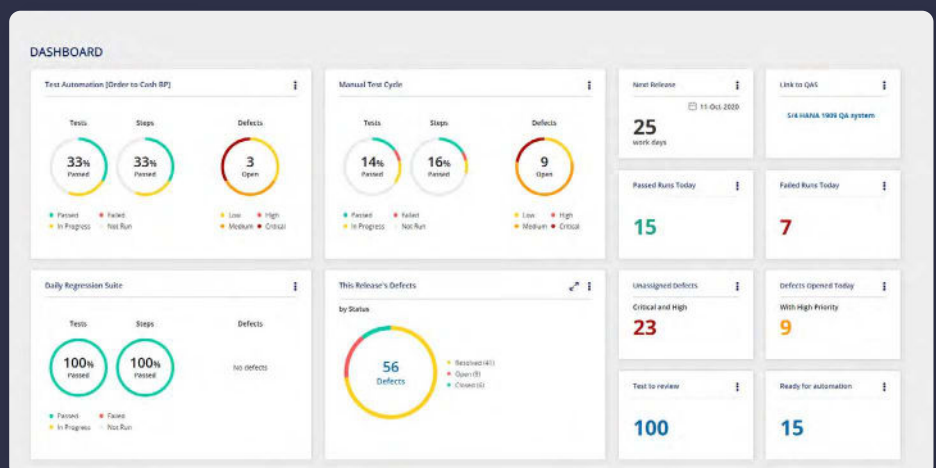 DASHBOARD
Test Automation [Order to Cash BP]
Tests
Steps
Defects
33% Passed
33% Passed
3 Open
Passed
Failed
In Progress
Not Run
Low
High
Medium
Critical
Manual Test Cycle
Tests
Steps
Defects
14% Passed
16% Passed
9 Open
Passed
Failed
In Progress
Not Run
Low
High
Medium
Critical
Next Release
11-Oct-2020
25
work days
Link to QAS
S/4 HANA 1909 QA system
Passed Runs Today
15
Failed Runs Today
7
Daily Regression Suite
Tests
Steps
Defects
100% Passed
100% Passed
No defects
Passed
Failed
In Progress
Not Run
This Release's Defects
by Status
56
Defects
Resolved (41)
Open (9)
Closed (6)
Unassigned Defects
Critical and High
23
Defects Opened Today
With High Priority
9
Test to review
100
Ready for automation
15